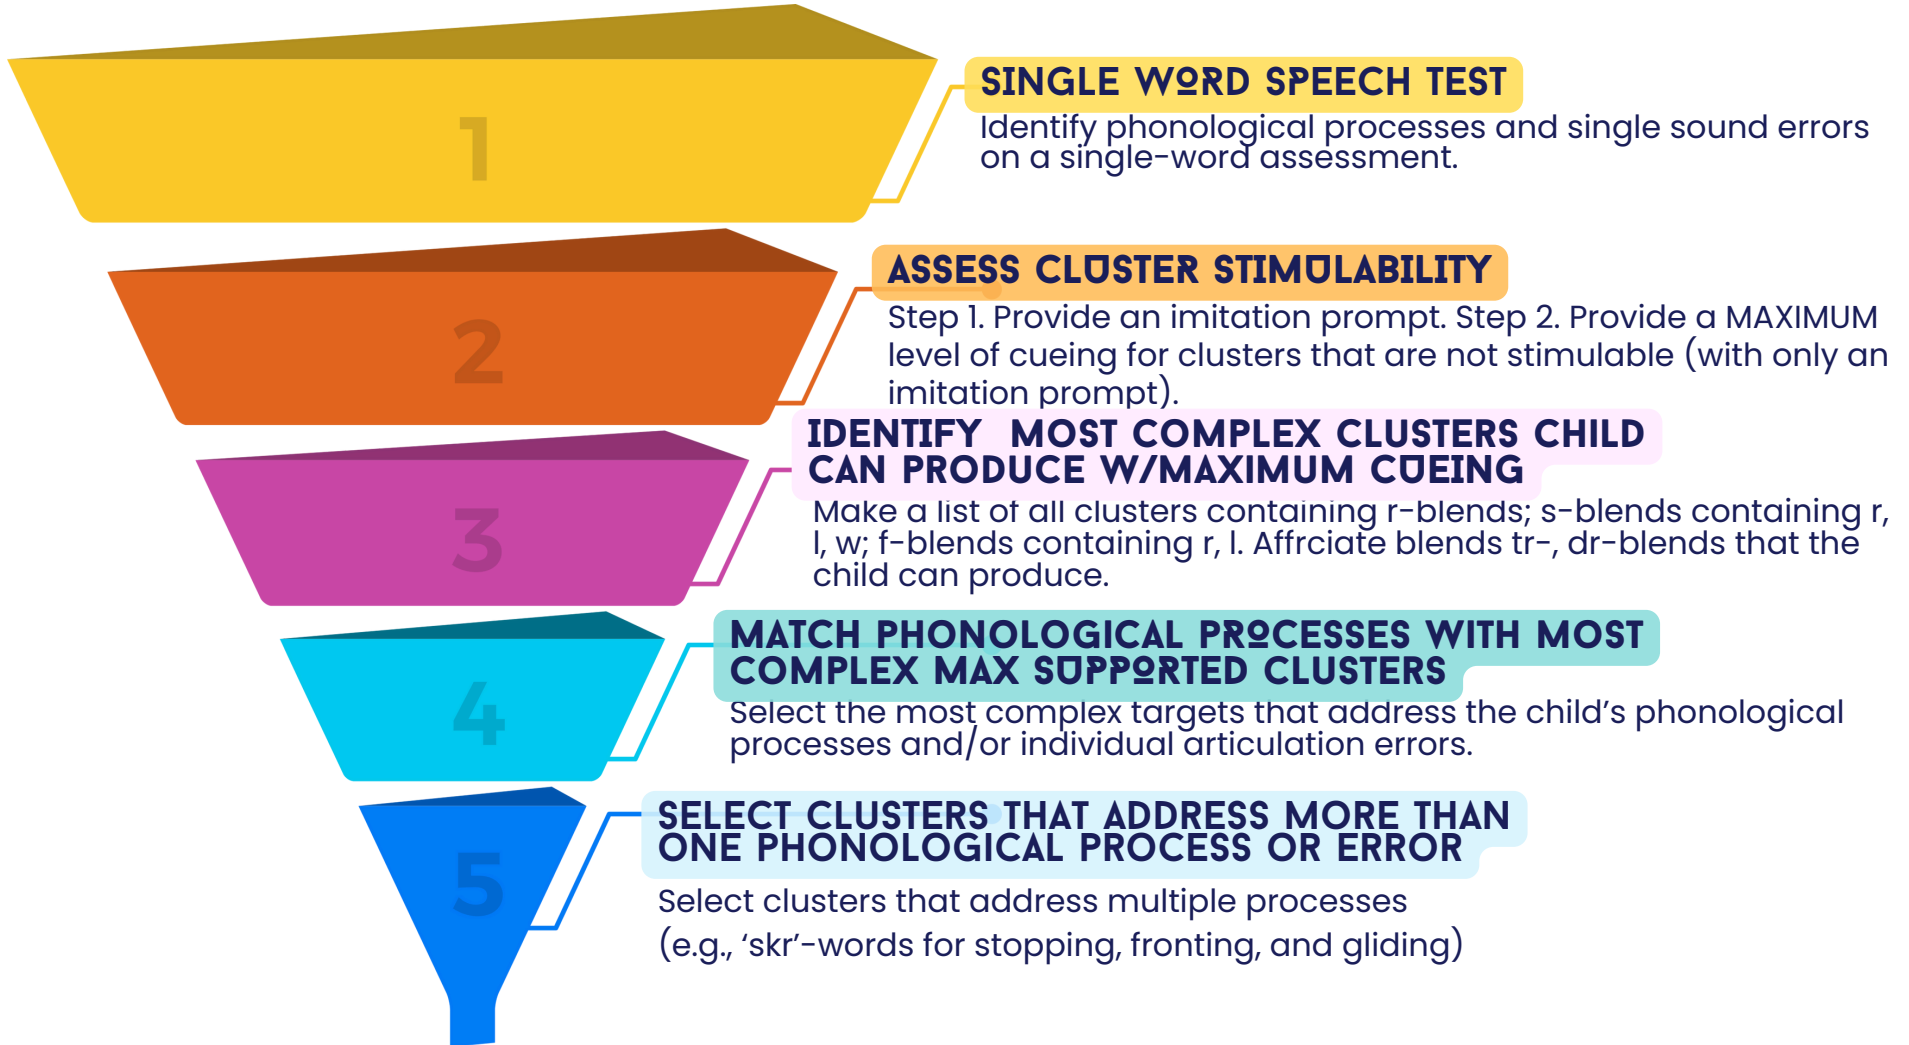 1
SINGLE WORD SPEECH TEST
Identify phonological processes and single sound errors
on a single-word assessment.
2
ASSESS CLUSTER STIMULABILITY
Step 1. Provide an imitation prompt. Step 2. Provide a MAXIMUM
level of cueing for clusters that are not stimulable (with only an
imitation prompt).
3
IDENTIFY MOST COMPLEX CLUSTERS CHILD
CAN PRODUCE W/MAXIMUM CUEING
Make a list of all clusters containing r-blends; s-blends containing r,
l, w; f-blends containing r, l. Affrciate blends tr-, dr-blends that the
child can produce.
4
MATCH PHONOLOGICAL PROCESSES WITH MOST
COMPLEX MAX SUPPORTED CLUSTERS
Select the most complex targets that address the child’s phonological
processes and/or individual articulation errors.
5
SELECT CLUSTERS THAT ADDRESS MORE THAN
ONE PHONOLOGICAL PROCESS OR ERROR
Select clusters that address multiple processes
(e.g., ‘skr’-words for stopping, fronting, and gliding)